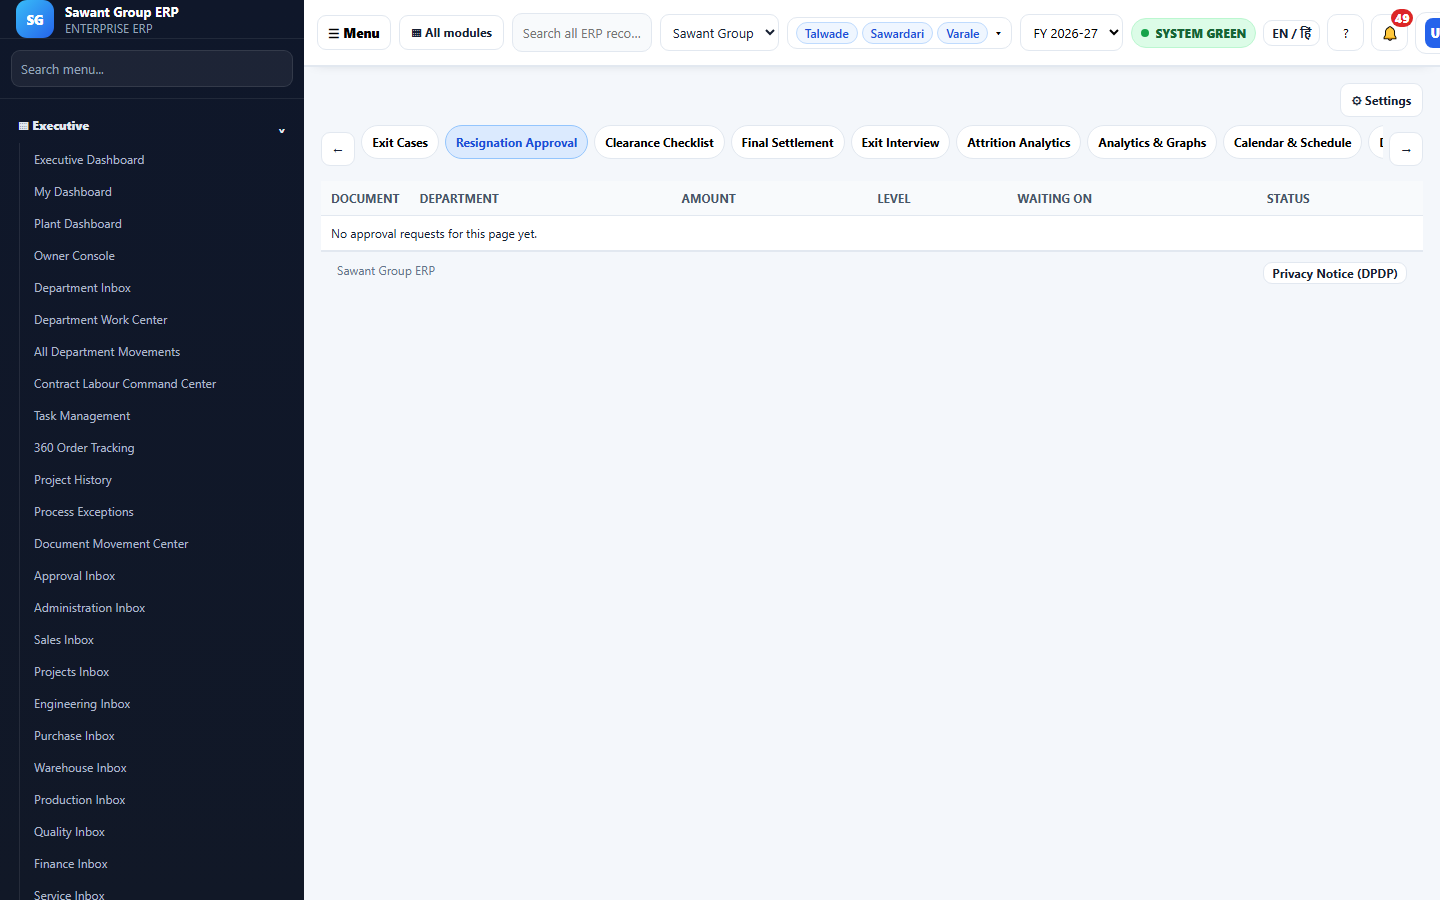 SG
Sawant Group ERP
ENTERPRISE ERP
Search menu...
Executive
Executive Dashboard
My Dashboard
Plant Dashboard
Owner Console
Department Inbox
Department Work Center
All Department Movements
Contract Labour Command Center
Task Management
360 Order Tracking
Project History
Process Exceptions
Document Movement Center
Approval Inbox
Administration Inbox
Sales Inbox
Projects Inbox
Engineering Inbox
Purchase Inbox
Warehouse Inbox
Production Inbox
Quality Inbox
Finance Inbox
Service Inbox
☰ Menu
All modules
Search all ERP reco...
Sawant Group
Talwade Sawardari Varale
FY 2026-27
SYSTEM GREEN
EN / हिं
?
49
U
Settings
←
Exit Cases
Resignation Approval
Clearance Checklist
Final Settlement
Exit Interview
Attrition Analytics
Analytics & Graphs
Calendar & Schedule
→
DOCUMENT DEPARTMENT AMOUNT LEVEL WAITING ON STATUS
No approval requests for this page yet.
Sawant Group ERP
Privacy Notice (DPDP)